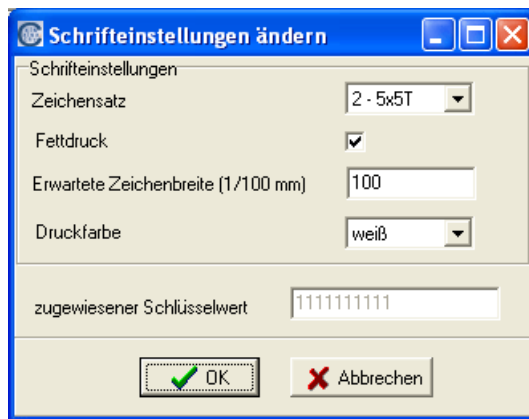 Schrifteinstellungen ändern
Schrifteinstellungen
Zeichensatz 2 - 5x5T
Fettdruck
Erwartete Zeichenbreite (1/100 mm) 100
Druckfarbe weiß
zugewiesener Schlüsselwert 1111111111
OK Abbrechen